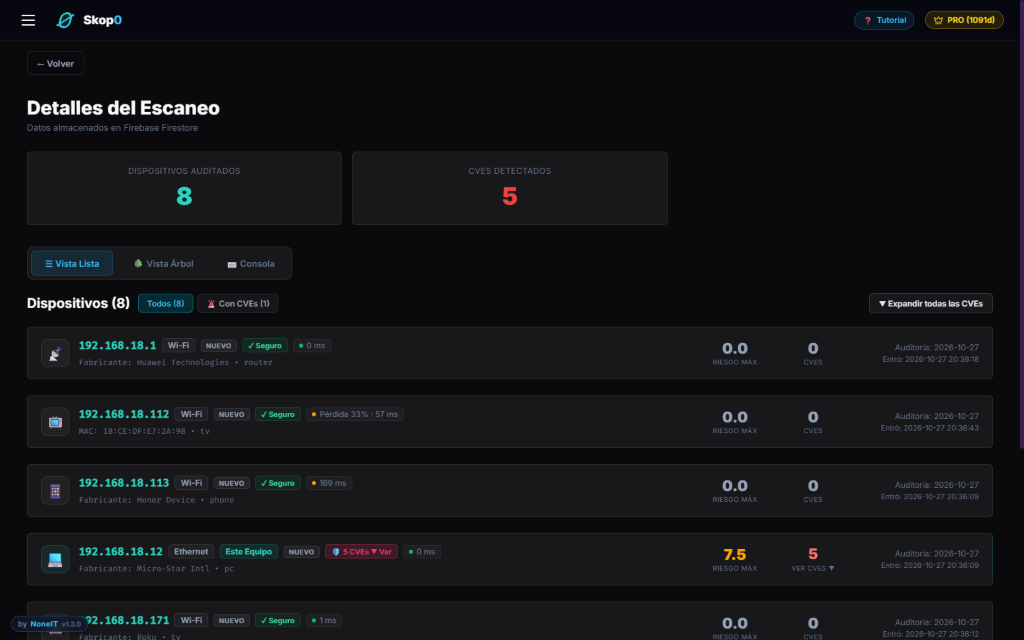 Skop0
Tutorial
PRO (1091d)
← Volver
Detalles del Escaneo
Datos almacenados en Firebase Firestore
DISPOSITIVOS AUDITADOS
8
CVES DETECTADOS
5
☰ Vista Lista
Vista Árbol
Consola
Dispositivos (8)
Todos (8)
Con CVEs (1)
▼ Expandir todas las CVEs
192.168.18.1 Wi-Fi NUEVO ✓ Seguro 0 ms
Fabricante: Huawei Technologies • router
0.0
RIESGO MÁX
0
CVES
Auditoría: 2026-10-27
Entró: 2026-10-27 20:36:18
192.168.18.112 Wi-Fi NUEVO ✓ Seguro Pérdida 33% · 57 ms
MAC: 18:CE:DF:E7:2A:98 • tv
0.0
RIESGO MÁX
0
CVES
Auditoría: 2026-10-27
Entró: 2026-10-27 20:36:43
192.168.18.113 Wi-Fi NUEVO ✓ Seguro 169 ms
Fabricante: Honor Device • phone
0.0
RIESGO MÁX
0
CVES
Auditoría: 2026-10-27
Entró: 2026-10-27 20:36:09
192.168.18.12 Ethernet Este Equipo NUEVO 5 CVEs ▼ Ver 0 ms
Fabricante: Micro-Star Intl • pc
7.5
RIESGO MÁX
5
VER CVES ▼
Auditoría: 2026-10-27
Entró: 2026-10-27 20:36:09
192.168.18.171 Wi-Fi NUEVO ✓ Seguro 1 ms
Fabricante: Roku • tv
0.0
RIESGO MÁX
0
CVES
Auditoría: 2026-10-27
Entró: 2026-10-27 20:36:12
by NoneIT v1.3.0